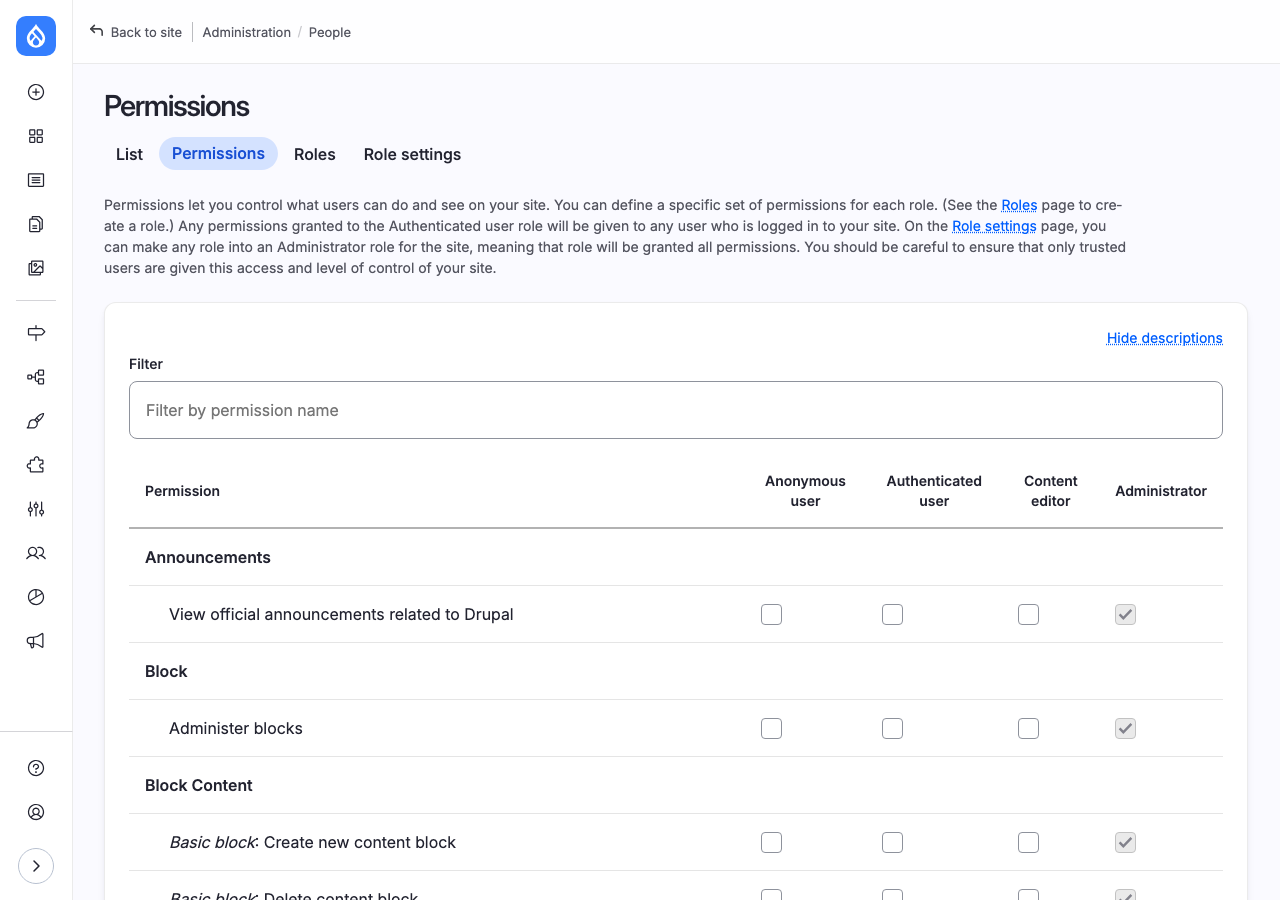 Back to site
Administration / People
Permissions
List
Permissions
Roles
Role settings
Permissions let you control what users can do and see on your site. You can define a specific set of permissions for each role. (See the Roles page to cre-
ate a role.) Any permissions granted to the Authenticated user role will be given to any user who is logged in to your site. On the Role settings page, you
can make any role into an Administrator role for the site, meaning that role will be granted all permissions. You should be careful to ensure that only trusted
users are given this access and level of control of your site.
Hide descriptions
Filter
Filter by permission name
Permission
Anonymous
user
Authenticated
user
Content
editor
Administrator
Announcements
View official announcements related to Drupal
Block
Administer blocks
Block Content
Basic block: Create new content block
Basic block: Delete content block